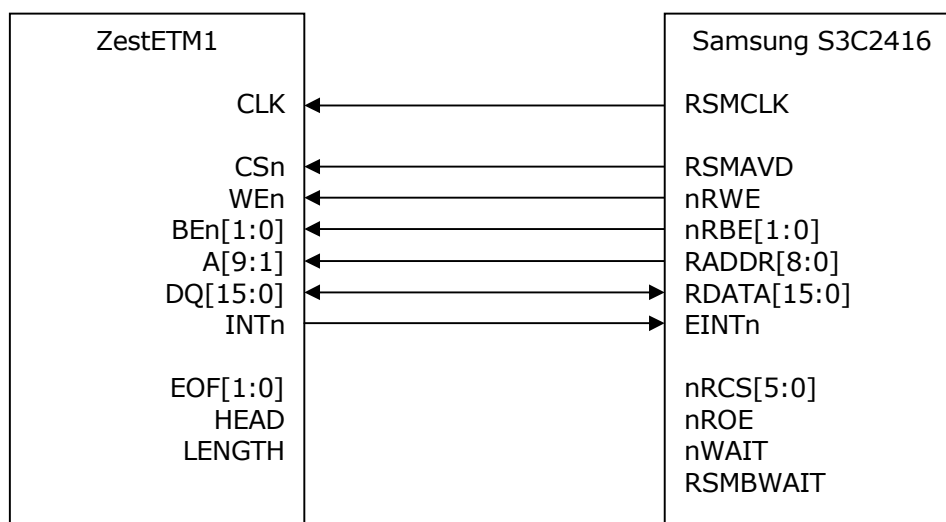 ZestETM1 Samsung S3C2416
CLK RSMCLK
CSn RSMAVD
WEn nRWE
BEn[1:0] nRBE[1:0]
A[9:1] RADDR[8:0]
DQ[15:0] RDATA[15:0]
INTn EINTn
EOF[1:0] nRCS[5:0]
HEAD nROE
LENGTH nWAIT
RSMBWAIT